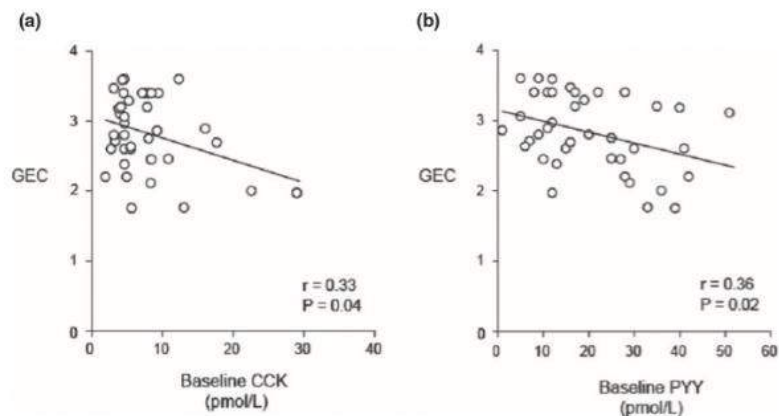 (a)
4
3
GEC
2
1
0
0
10
20
30
40
r = 0.33
P = 0.04
Baseline CCK
(pmol/L)
(b)
4
3
GEC
2
1
0
0
10
20
30
40
50
60
r = 0.36
P = 0.02
Baseline PYY
(pmol/L)